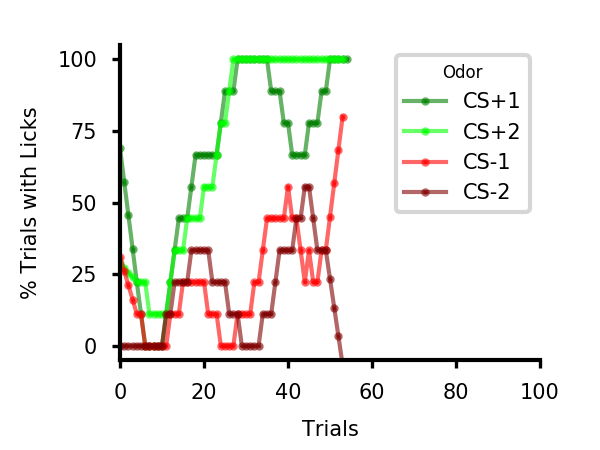 100
75
50
25
0
% Trials with Licks
0 20 40 60 80 100
Trials
Odor
CS+1
CS+2
CS-1
CS-2